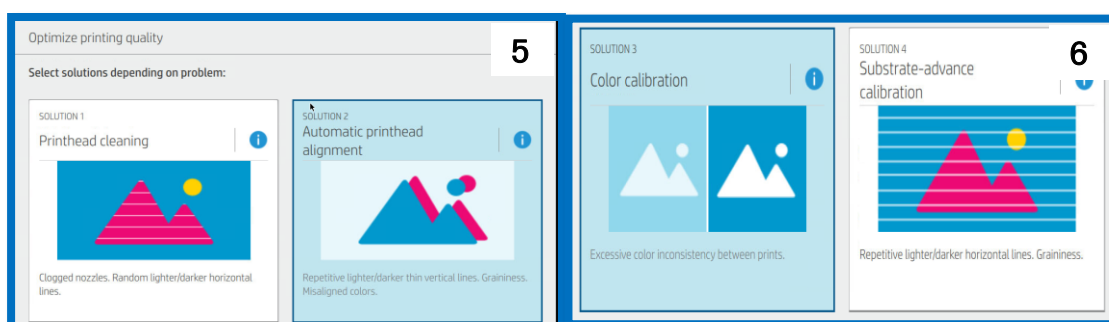 Optimize printing quality
5
Select solutions depending on problem:
SOLUTION 1
Printhead cleaning
i
Clogged nozzles. Random lighter/darker horizontal
lines.
SOLUTION 2
Automatic printhead
alignment
i
Repetitive lighter/darker thin vertical lines. Graininess.
Misaligned colors.
SOLUTION 3
Color calibration
i
Excessive color inconsistency between prints.
6
SOLUTION 4
Substrate-advance
calibration
i
Repetitive lighter/darker horizontal lines. Graininess.